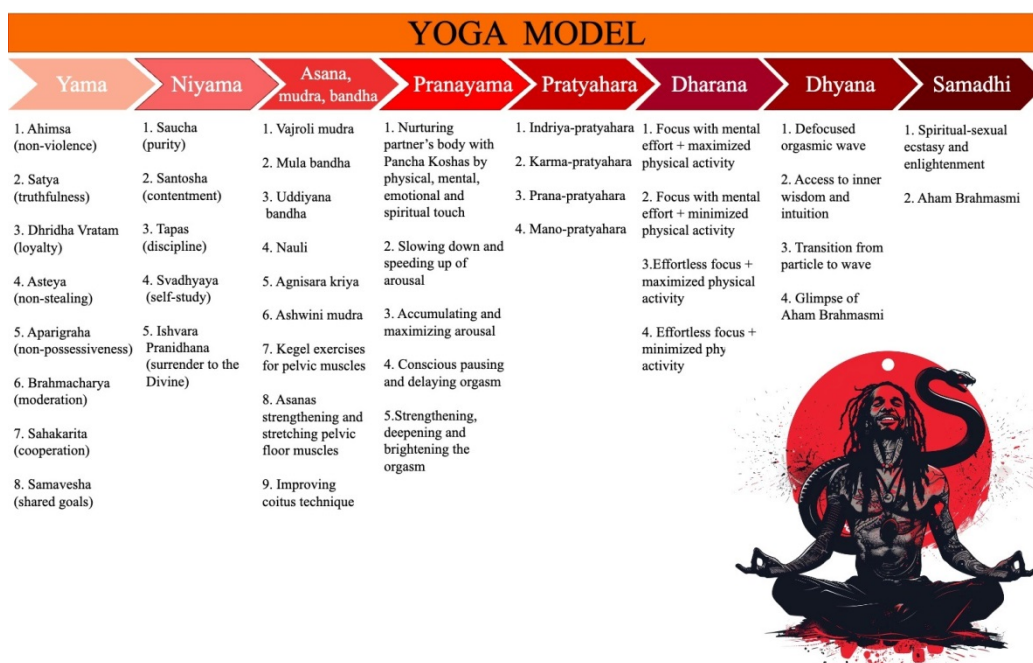 YOGA MODEL
Yama
Niyama
Asana,
mudra, bandha
Pranayama
Pratyahara
Dharana
Dhyana
Samadhi
1. Ahimsa
(non-violence)
2. Satya
(truthfulness)
3. Dhridha Vratam
(loyalty)
4. Asteya
(non-stealing)
5. Aparigraha
(non-possessiveness)
6. Brahmacharya
(moderation)
7. Sahakarita
(cooperation)
8. Samavesha
(shared goals)
1. Saucha
(purity)
2. Santosha
(contentment)
3. Tapas
(discipline)
4. Svadhyaya
(self-study)
5. Ishvara
Pranidhana
(surrender to the
Divine)
1. Vajroli mudra
2. Mula bandha
3. Uddiyana
bandha
4. Nauli
5. Agnisara kriya
6. Ashwini mudra
7. Kegel exercises
for pelvic muscles
8. Asanas
strengthening and
stretching pelvic
floor muscles
9. Improving
coitus technique
1. Nurturing
partner's body with
Pancha Koshas by
physical, mental,
emotional and
spiritual touch
2. Slowing down and
speeding up of
arousal
3. Accumulating and
maximizing arousal
4. Conscious pausing
and delaying orgasm
5.Strengthening,
deepening and
brightening the
orgasm
1. Indriya-pratyahara
2. Karma-pratyahara
3. Prana-pratyahara
4. Mano-pratyahara
1. Focus with mental
effort + maximized
physical activity
2. Focus with mental
effort + minimized
physical activity
3.Effortless focus +
maximized physical
activity
4. Effortless focus +
minimized phy
activity
1. Defocused
orgasmic wave
2. Access to inner
wisdom and
intuition
3. Transition from
particle to wave
4. Glimpse of
Aham Brahmasmi
1. Spiritual-sexual
ecstasy and
enlightenment
2. Aham Brahmasmi